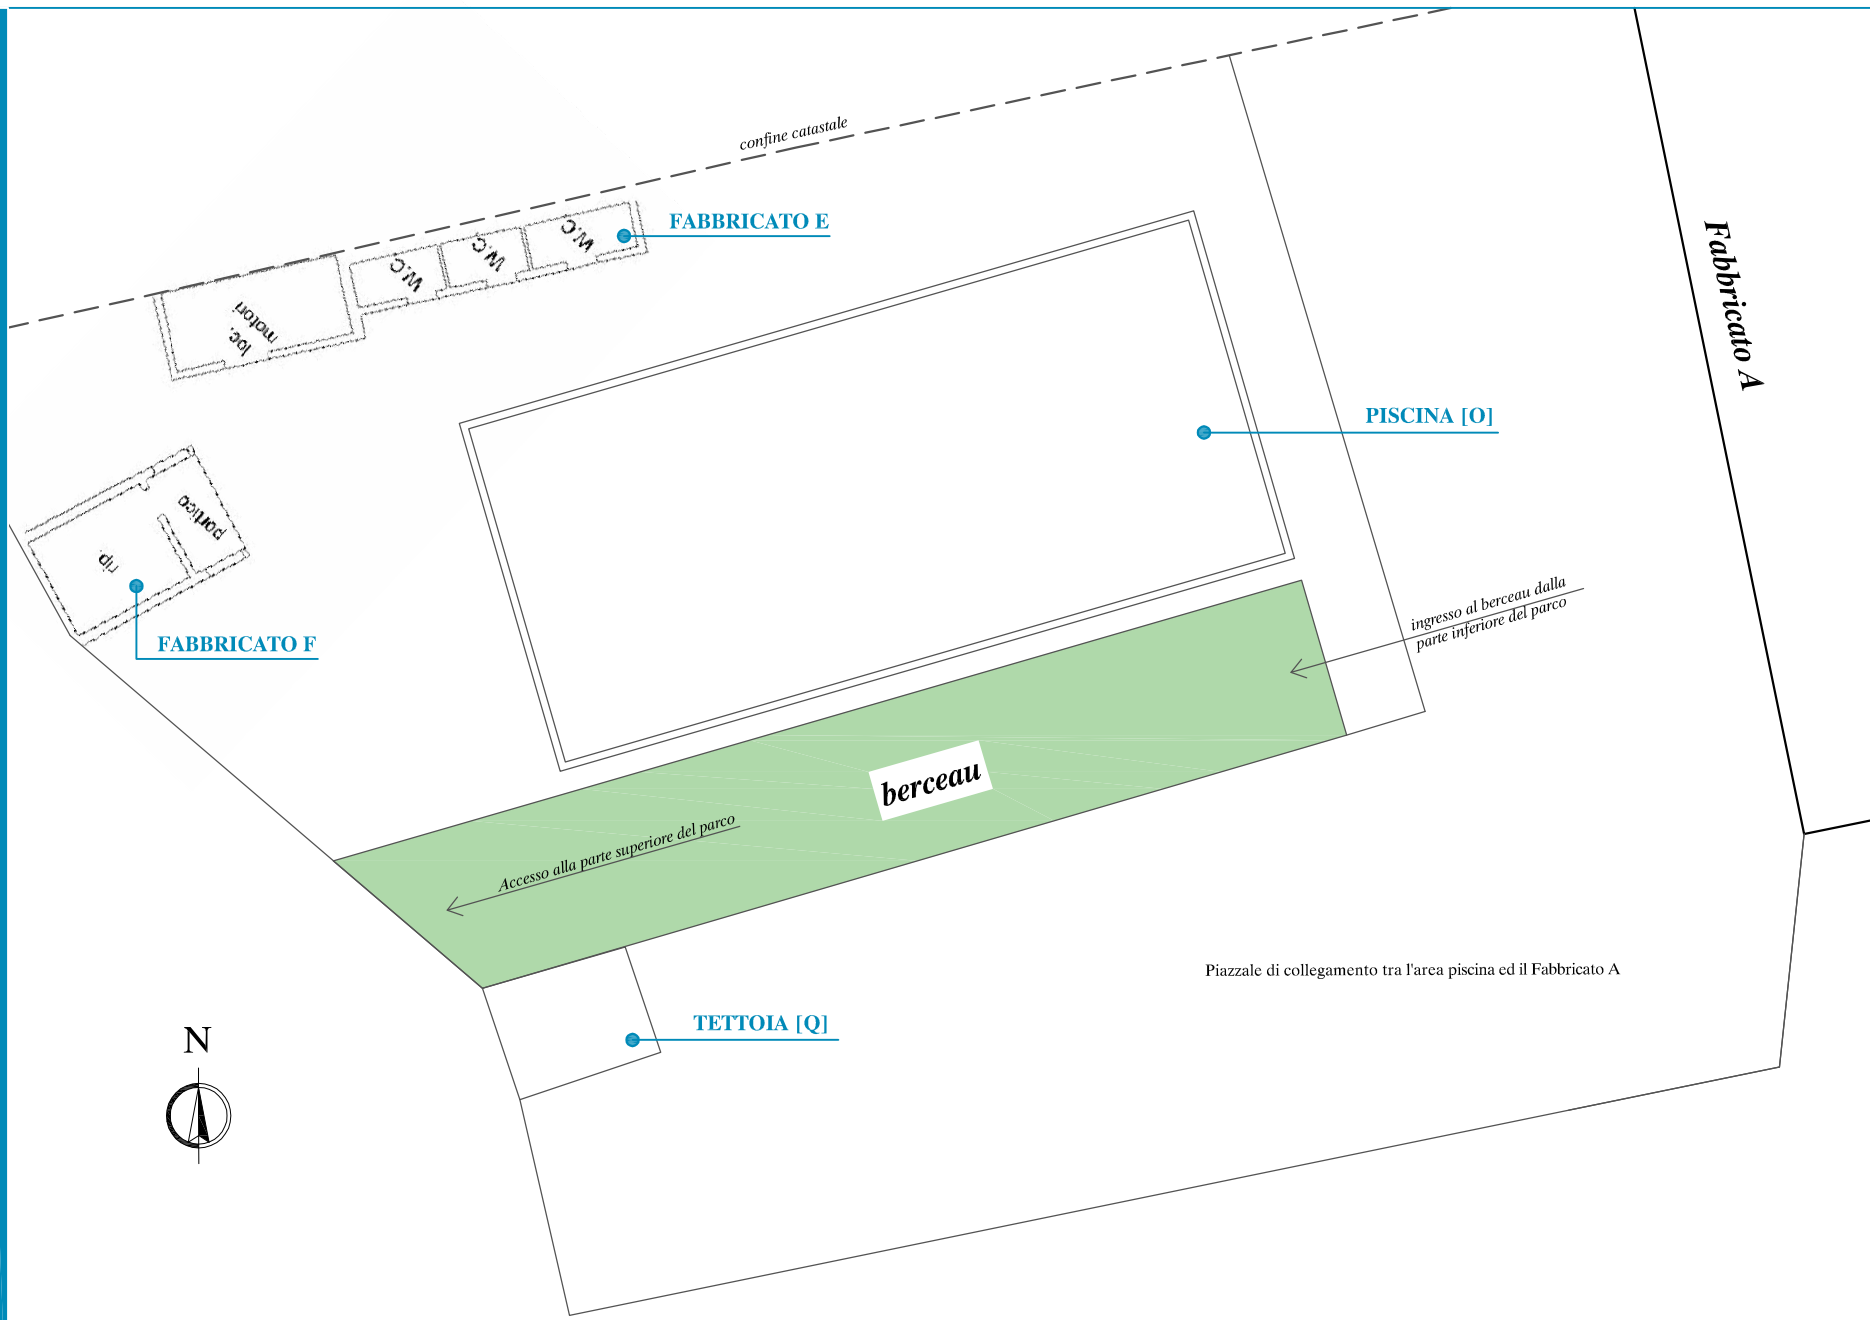 confine catastale
FABBRICATO E
W.C
W.C
W.C
loc.
motori
Fabbricato A
PISCINA [O]
portico
rip.
FABBRICATO F
ingresso al berceau dalla
parte inferiore del parco
berceau
Accesso alla parte superiore del parco
Piazzale di collegamento tra l'area piscina ed il Fabbricato A
TETTOIA [Q]
N